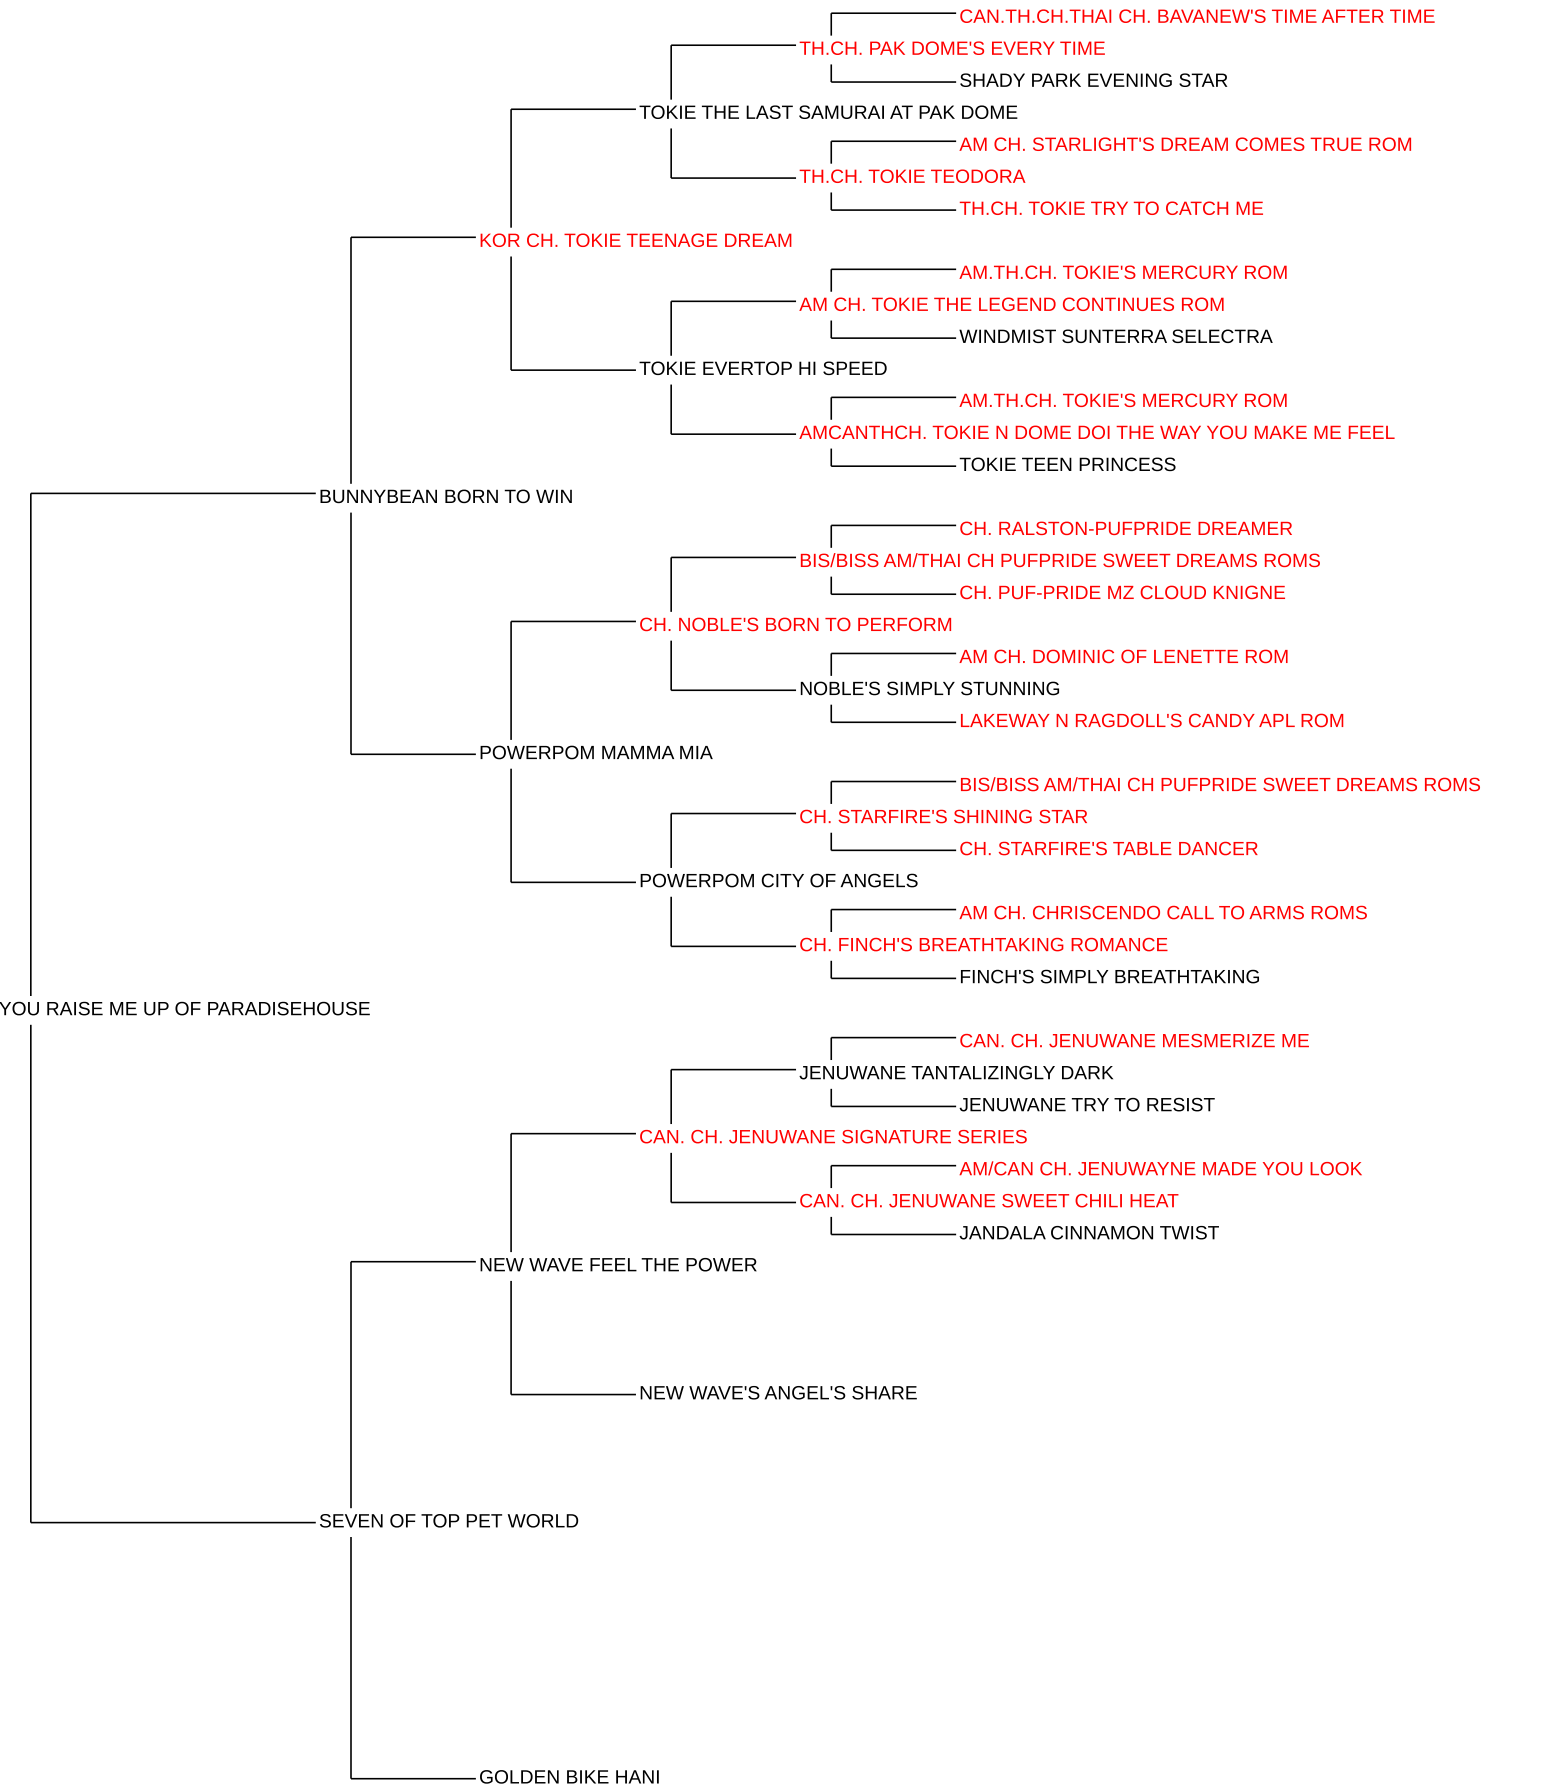 CAN.TH.CH.THAI CH. BAVANEW'S TIME AFTER TIME
TH.CH. PAK DOME'S EVERY TIME
SHADY PARK EVENING STAR
TOKIE THE LAST SAMURAI AT PAK DOME
AM CH. STARLIGHT'S DREAM COMES TRUE ROM
TH.CH. TOKIE TEODORA
TH.CH. TOKIE TRY TO CATCH ME
KOR CH. TOKIE TEENAGE DREAM
AM.TH.CH. TOKIE'S MERCURY ROM
AM CH. TOKIE THE LEGEND CONTINUES ROM
WINDMIST SUNTERRA SELECTRA
TOKIE EVERTOP HI SPEED
AM.TH.CH. TOKIE'S MERCURY ROM
AMCANTHCH. TOKIE N DOME DOI THE WAY YOU MAKE ME FEEL
TOKIE TEEN PRINCESS
BUNNYBEAN BORN TO WIN
CH. RALSTON-PUFPRIDE DREAMER
BIS/BISS AM/THAI CH PUFPRIDE SWEET DREAMS ROMS
CH. PUF-PRIDE MZ CLOUD KNIGNE
CH. NOBLE'S BORN TO PERFORM
AM CH. DOMINIC OF LENETTE ROM
NOBLE'S SIMPLY STUNNING
LAKEWAY N RAGDOLL'S CANDY APL ROM
POWERPOM MAMMA MIA
BIS/BISS AM/THAI CH PUFPRIDE SWEET DREAMS ROMS
CH. STARFIRE'S SHINING STAR
CH. STARFIRE'S TABLE DANCER
POWERPOM CITY OF ANGELS
AM CH. CHRISCENDO CALL TO ARMS ROMS
CH. FINCH'S BREATHTAKING ROMANCE
FINCH'S SIMPLY BREATHTAKING
YOU RAISE ME UP OF PARADISEHOUSE
CAN. CH. JENUWANE MESMERIZE ME
JENUWANE TANTALIZINGLY DARK
JENUWANE TRY TO RESIST
CAN. CH. JENUWANE SIGNATURE SERIES
AM/CAN CH. JENUWAYNE MADE YOU LOOK
CAN. CH. JENUWANE SWEET CHILI HEAT
JANDALA CINNAMON TWIST
NEW WAVE FEEL THE POWER
NEW WAVE'S ANGEL'S SHARE
SEVEN OF TOP PET WORLD
GOLDEN BIKE HANI